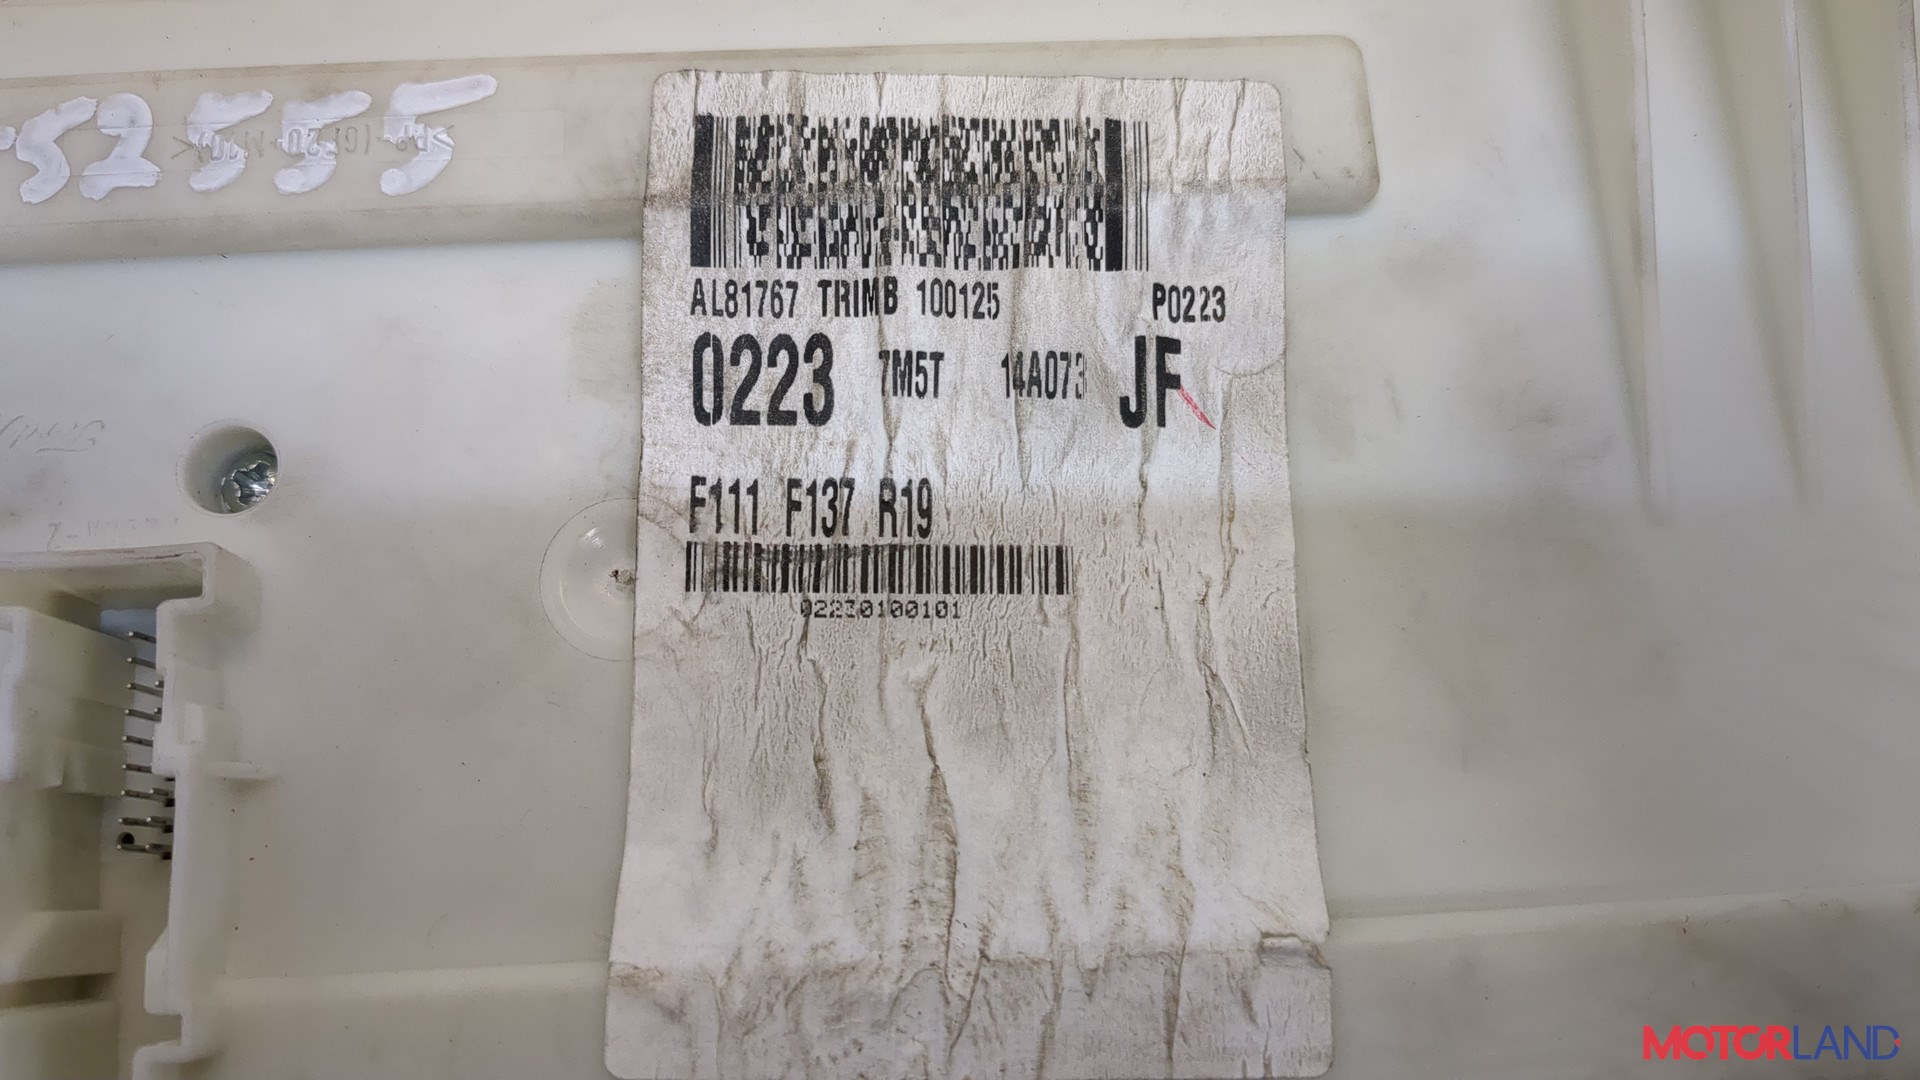 52555
AL81767 TRIMB 100125 P0223
0223 7M5T 14A073 JF
F111 F137 R19
02230100101
MOTORLAND